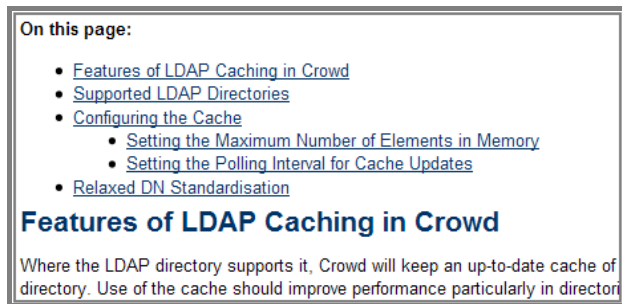 On this page:
Features of LDAP Caching in Crowd
Supported LDAP Directories
Configuring the Cache
Setting the Maximum Number of Elements in Memory
Setting the Polling Interval for Cache Updates
Relaxed DN Standardisation
Features of LDAP Caching in Crowd
Where the LDAP directory supports it, Crowd will keep an up-to-date cache of
directory. Use of the cache should improve performance particularly in directori